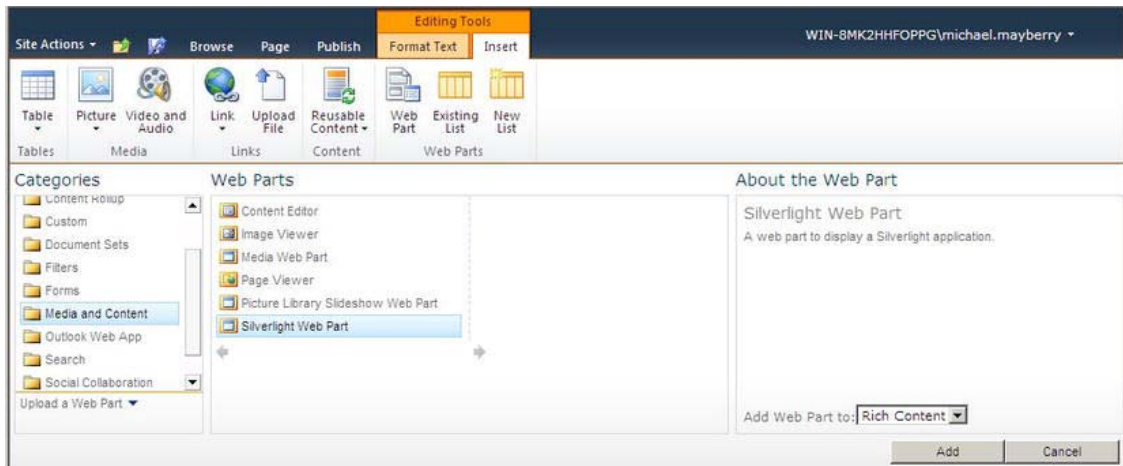 Editing Tools
Site Actions Browse Page Publish Format Text Insert WIN-8MK2HHFOPPG\michael.mayberry
Table Picture Video and Audio Link Upload File Reusable Content Web Part Existing List New List
Tables Media Links Content Web Parts
Categories Web Parts About the Web Part
Content Rollup
Custom
Document Sets
Filters
Forms
Media and Content
Outlook Web App
Search
Social Collaboration
Upload a Web Part
Content Editor
Image Viewer
Media Web Part
Page Viewer
Picture Library Slideshow Web Part
Silverlight Web Part
Silverlight Web Part
A web part to display a Silverlight application.
Add Web Part to: Rich Content
Add Cancel